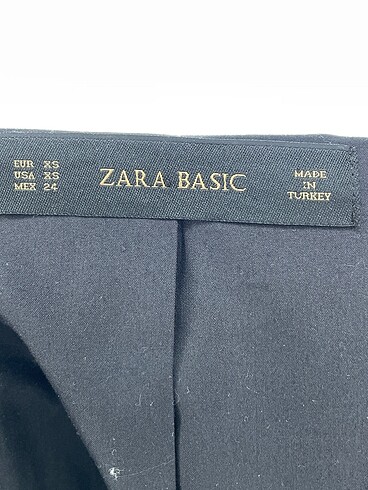 EUR XS
USA XS
MEX 24
ZARA BASIC
MADE
IN
TURKEY